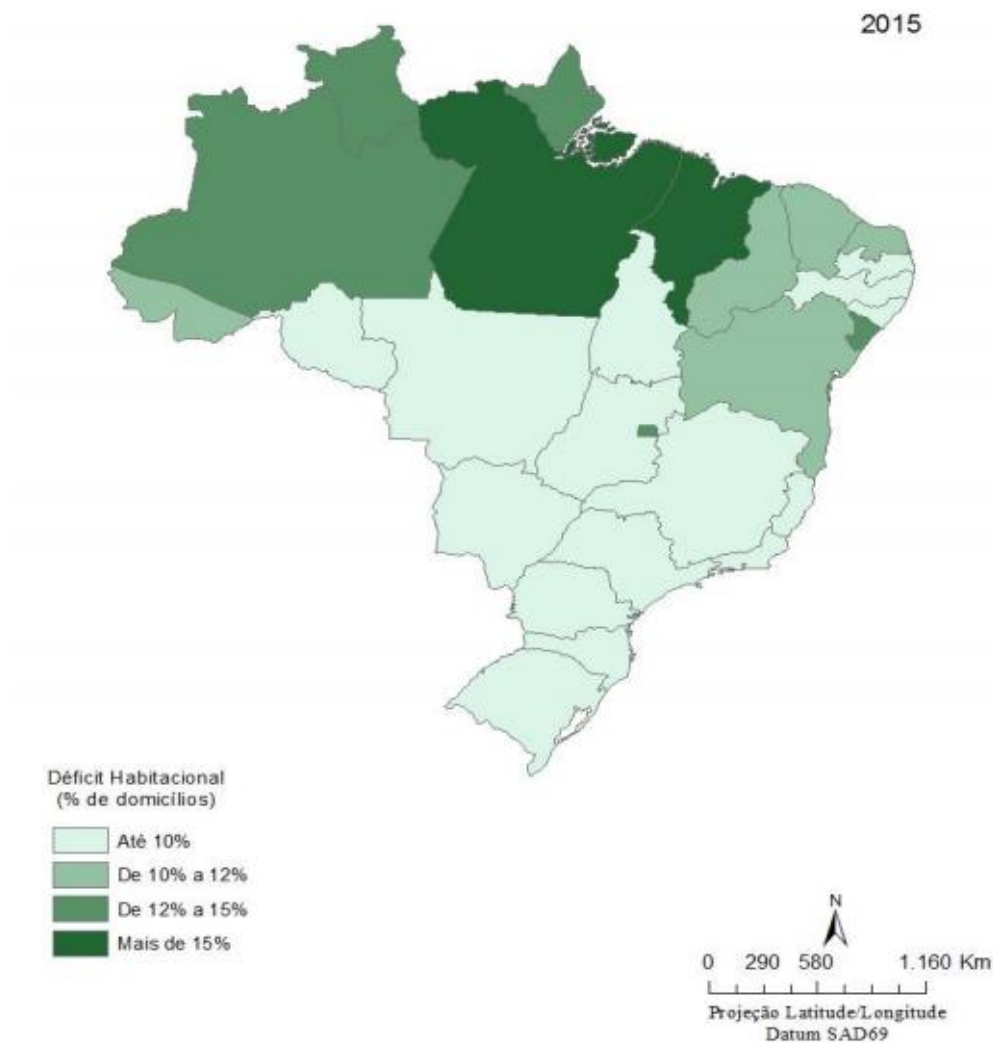 2015
Déficit Habitacional
(% de domicílios)
Até 10%
De 10% a 12%
De 12% a 15%
Mais de 15%
N
0 290 580 1.160 Km
Projeção Latitude/Longitude
Datum SAD69